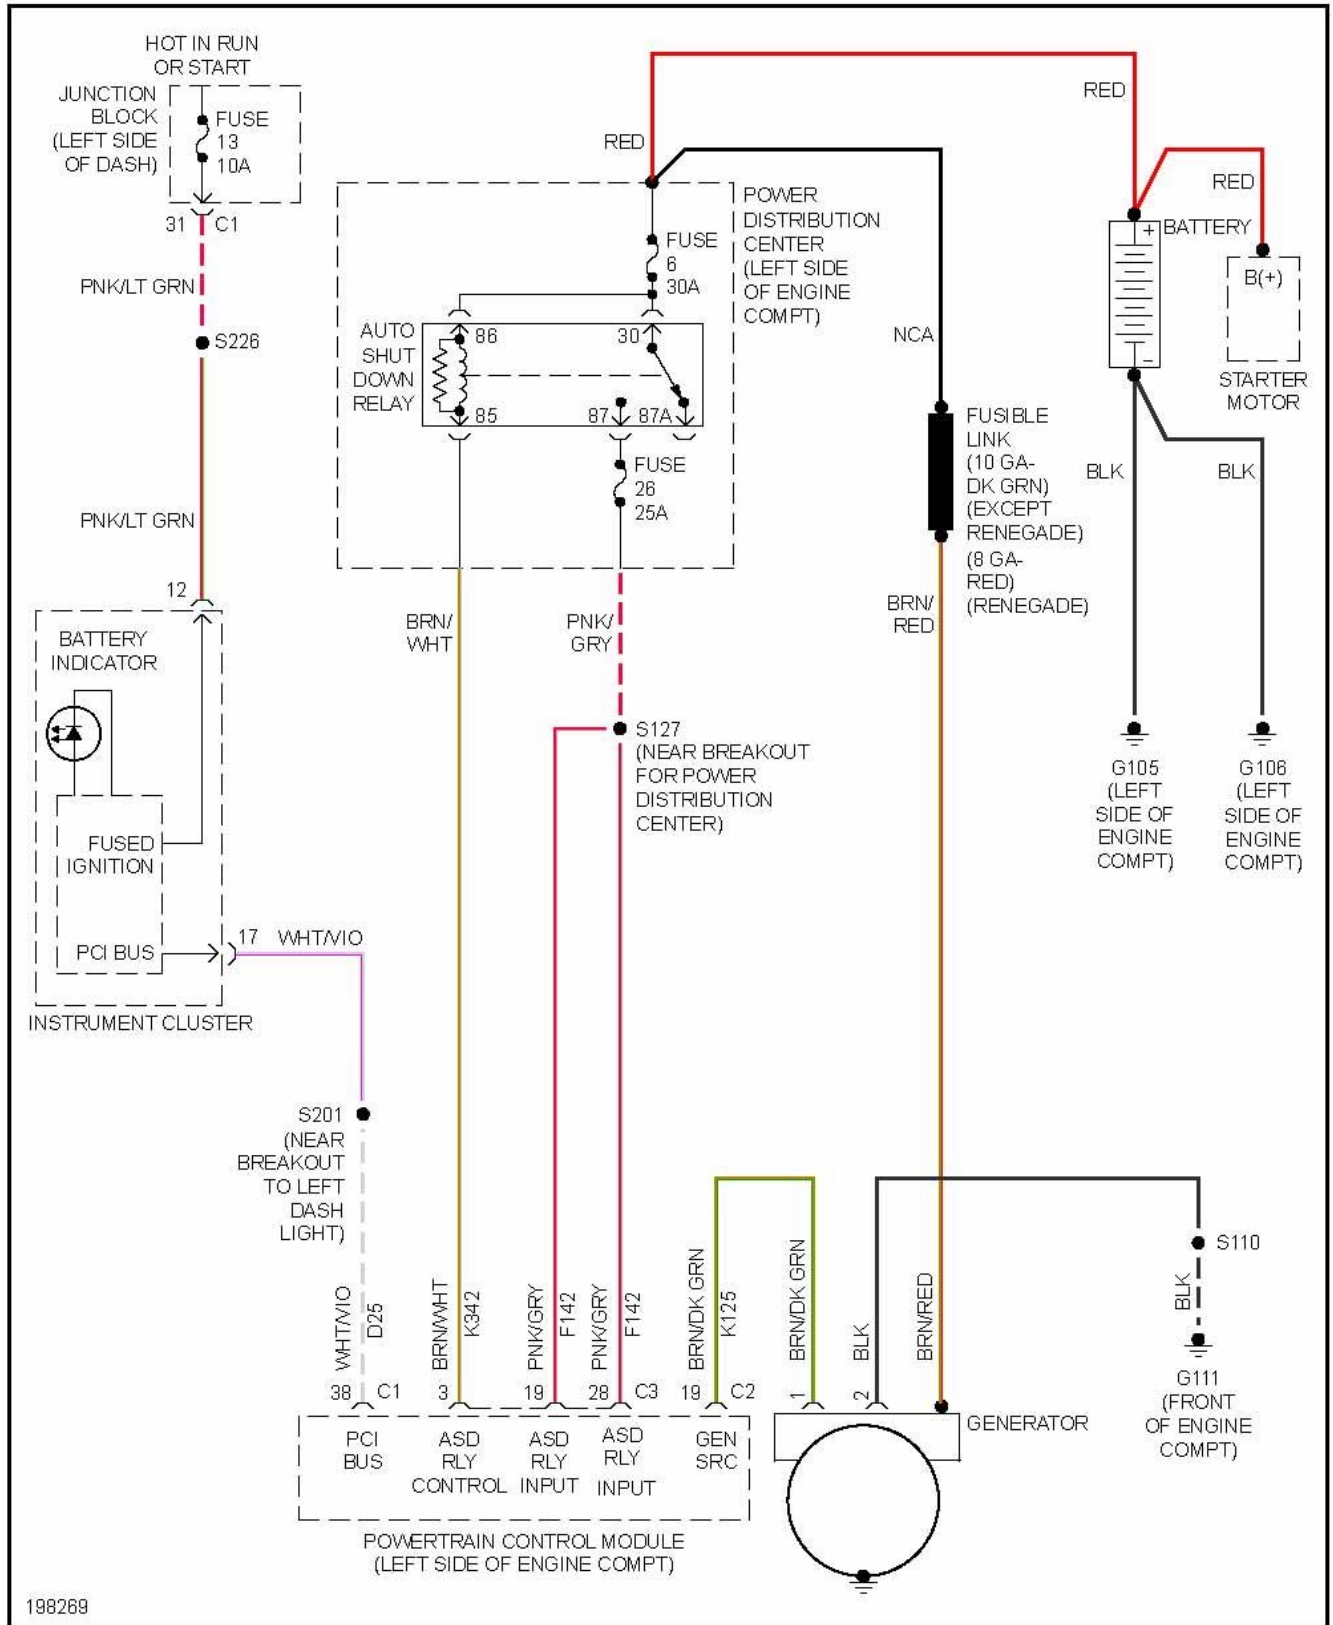 HOT IN RUN
OR START
JUNCTION
BLOCK
(LEFT SIDE
OF DASH)
FUSE
13
10A
31
C1
PNK/LT GRN
S226
PNK/LT GRN
12
BATTERY
INDICATOR
FUSED
IGNITION
PCI BUS
17
WHT/VIO
INSTRUMENT CLUSTER
S201
(NEAR
BREAKOUT
TO LEFT
DASH
LIGHT)
RED
RED
RED
POWER
DISTRIBUTION
CENTER
(LEFT SIDE
OF ENGINE
COMPT)
FUSE
6
30A
AUTO
SHUT
DOWN
RELAY
86
30
85
87
87A
FUSE
26
25A
BRN/
WHT
PNK/
GRY
S127
(NEAR BREAKOUT
FOR POWER
DISTRIBUTION
CENTER)
NCA
FUSIBLE
LINK
(10 GA-
DK GRN)
(EXCEPT
RENEGADE)
(8 GA-
RED)
(RENEGADE)
BRN/
RED
+
BATTERY
-
B(+)
STARTER
MOTOR
BLK
BLK
G105
(LEFT
SIDE OF
ENGINE
COMPT)
G106
(LEFT
SIDE OF
ENGINE
COMPT)
WHT/VIO
D25
BRN/WHT
K342
PNK/GRY
F142
PNK/GRY
F142
BRN/DK GRN
K125
BRN/DK GRN
BLK
BRN/RED
S110
BLK
G111
(FRONT
OF ENGINE
COMPT)
38
C1
3
19
28
C3
19
C2
1
2
PCI
BUS
ASD
RLY
CONTROL
ASD
RLY
INPUT
ASD
RLY
INPUT
GEN
SRC
GENERATOR
POWERTRAIN CONTROL MODULE
(LEFT SIDE OF ENGINE COMPT)
198269